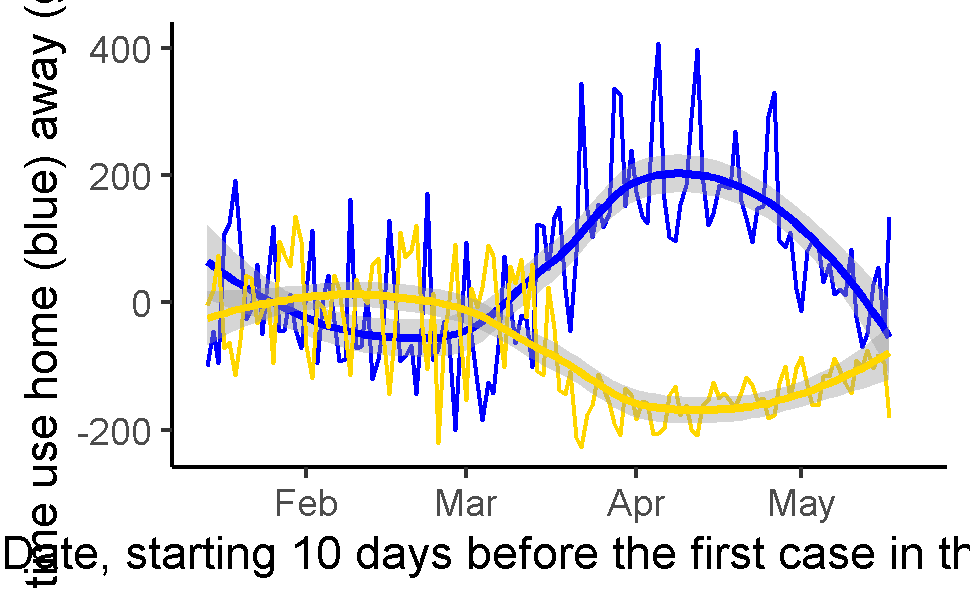 time use home (blue) away (
400
200
0
-200
Feb Mar Apr May
Date, starting 10 days before the first case in th